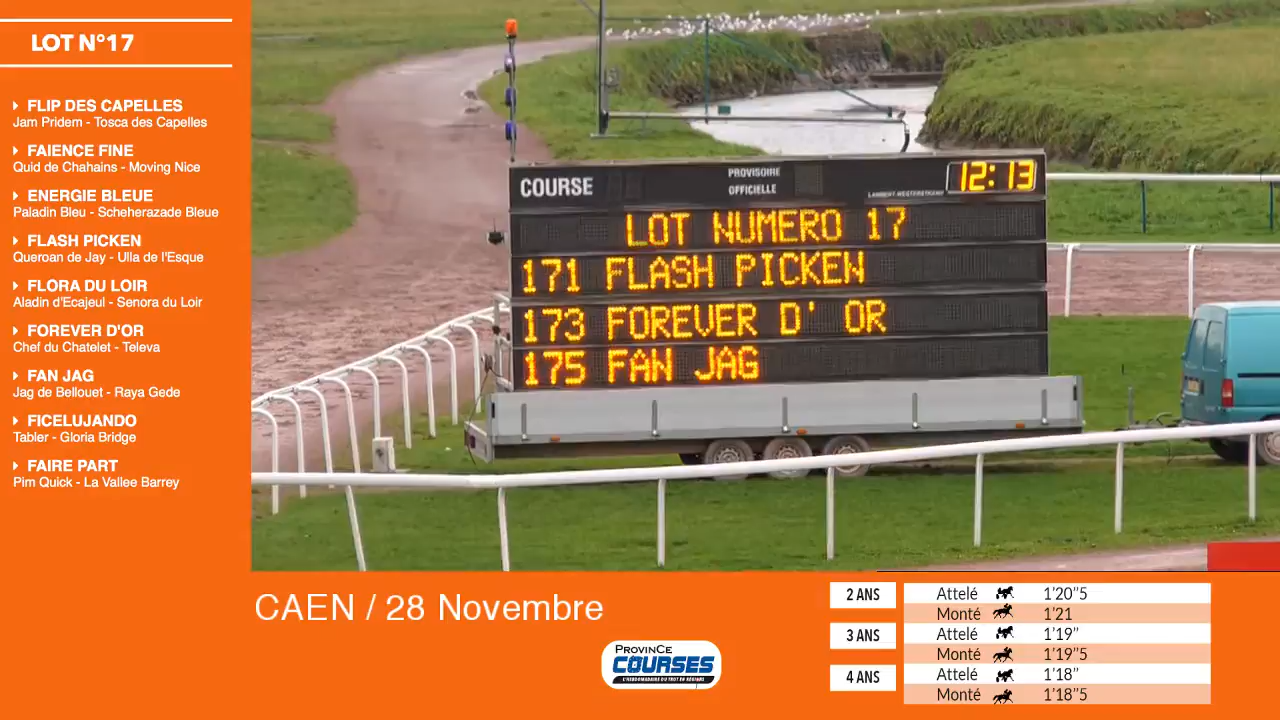 LOT N°17
FLIP DES CAPELLES
Jam Pridem - Tosca des Capelles
FAIENCE FINE
Quid de Chahains - Moving Nice
ENERGIE BLEUE
Paladin Bleu - Scheherazade Bleue
FLASH PICKEN
Queroan de Jay - Ulla de l'Esque
FLORA DU LOIR
Aladin d'Ecajeul - Senora du Loir
FOREVER D'OR
Chef du Chatelet - Televa
FAN JAG
Jag de Bellouet - Raya Gede
FICELUJANDO
Tabler - Gloria Bridge
FAIRE PART
Pim Quick - La Vallee Barrey
COURSE
PROVISOIRE
OFFICIELLE
12:13
LOT NUMERO 17
171 FLASH PICKEN
173 FOREVER D' OR
175 FAN JAG
CAEN / 28 Novembre
PROVINCE
COURSES
L'HEBDOMADAIRE DU TROT EN RÉGIONS
2 ANS
Attelé 1'20''5
Monté 1'21
3 ANS
Attelé 1'19''
Monté 1'19''5
4 ANS
Attelé 1'18''
Monté 1'18''5